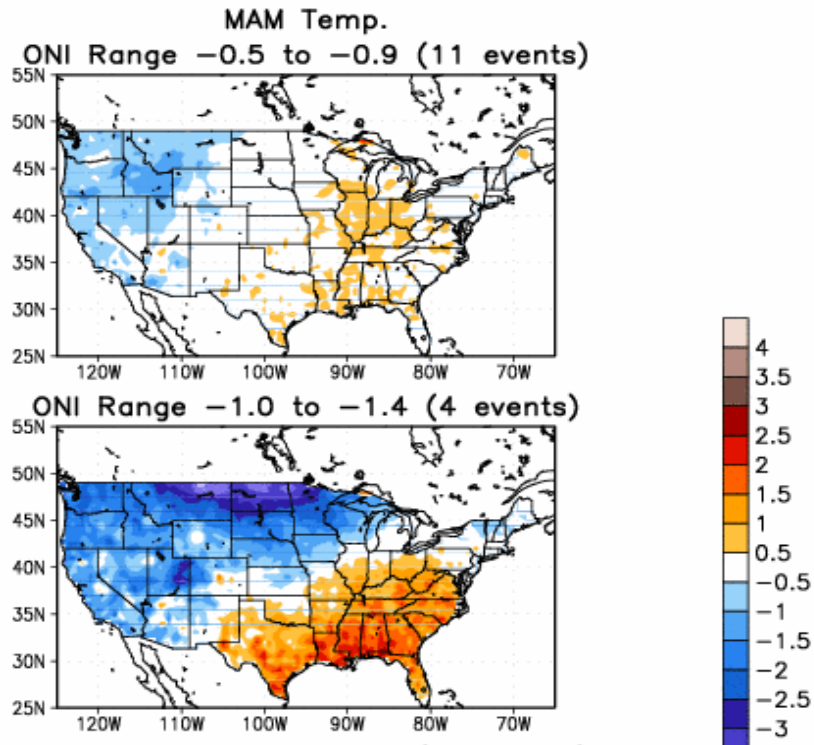 MAM Temp.
ONI Range −0.5 to −0.9 (11 events)
55N
50N
45N
40N
35N
30N
25N
120W 110W 100W 90W 80W 70W
ONI Range −1.0 to −1.4 (4 events)
55N
50N
45N
40N
35N
30N
25N
120W 110W 100W 90W 80W 70W
4
3.5
3
2.5
2
1.5
1
0.5
−0.5
−1
−1.5
−2
−2.5
−3